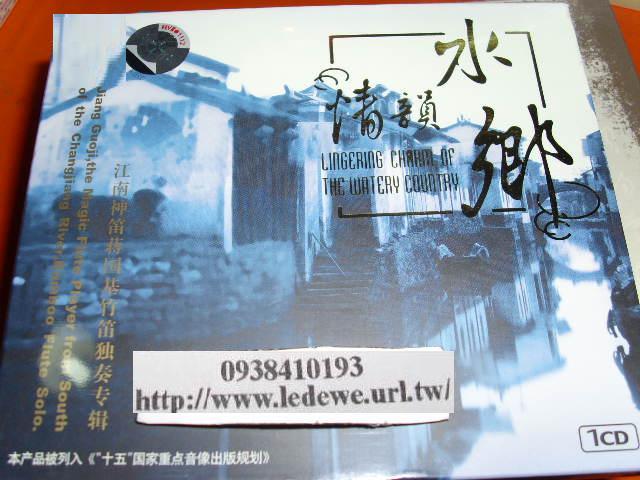 水鄉
情韻
LINGERING CHARM OF
THE WATERY COUNTRY
江南神笛蒋国基竹笛独奏专辑
Jiang Guoji,the Magic Flute Player from South
of the Changjiang River,Bamboo Flute Solo.
0938410193
http://www.ledewe.url.tw/
1CD
本产品被列入《"十五"国家重点音像出版规划》